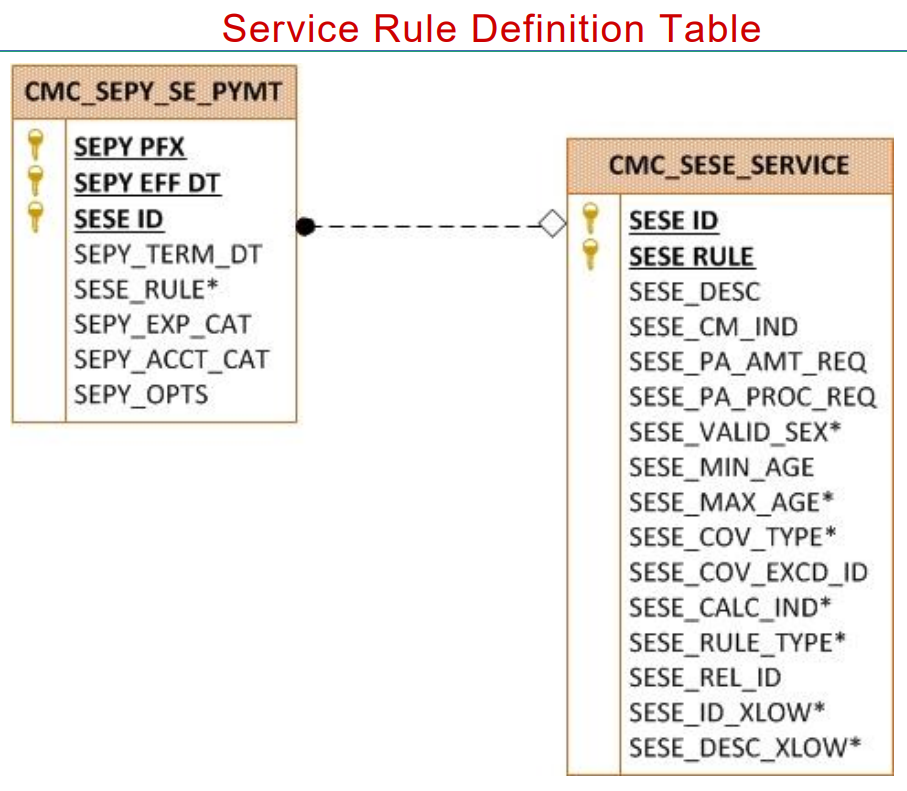 Service Rule Definition Table
CMC_SEPY_SE_PYMT
SEPY PFX
SEPY EFF DT
SESE ID
SEPY_TERM_DT
SESE_RULE*
SEPY_EXP_CAT
SEPY_ACCT_CAT
SEPY_OPTS
CMC_SESE_SERVICE
SESE ID
SESE RULE
SESE_DESC
SESE_CM_IND
SESE_PA_AMT_REQ
SESE_PA_PROC_REQ
SESE_VALID_SEX*
SESE_MIN_AGE
SESE_MAX_AGE*
SESE_COV_TYPE*
SESE_COV_EXCD_ID
SESE_CALC_IND*
SESE_RULE_TYPE*
SESE_REL_ID
SESE_ID_XLOW*
SESE_DESC_XLOW*